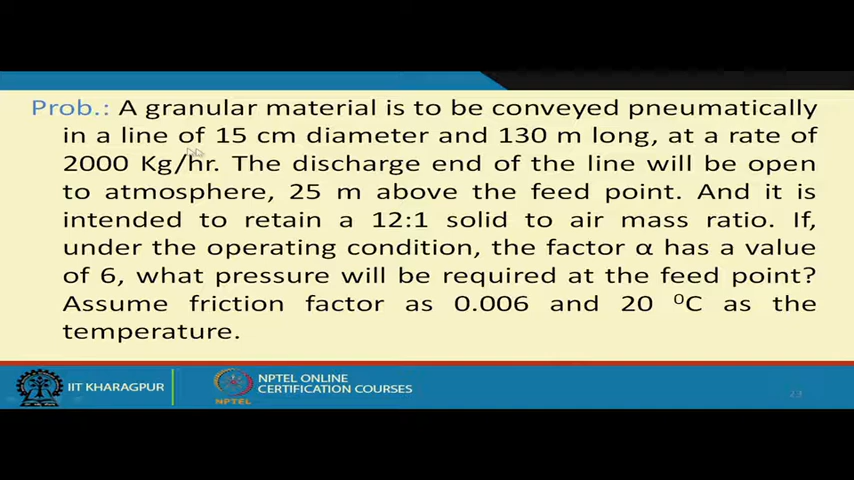 Prob.: A granular material is to be conveyed pneumatically
in a line of 15 cm diameter and 130 m long, at a rate of
2000 Kg/hr. The discharge end of the line will be open
to atmosphere, 25 m above the feed point. And it is
intended to retain a 12:1 solid to air mass ratio. If,
under the operating condition, the factor α has a value
of 6, what pressure will be required at the feed point?
Assume friction factor as 0.006 and 20 ⁰C as the
temperature.
IIT KHARAGPUR
NPTEL ONLINE
CERTIFICATION COURSES
NPTEL
23